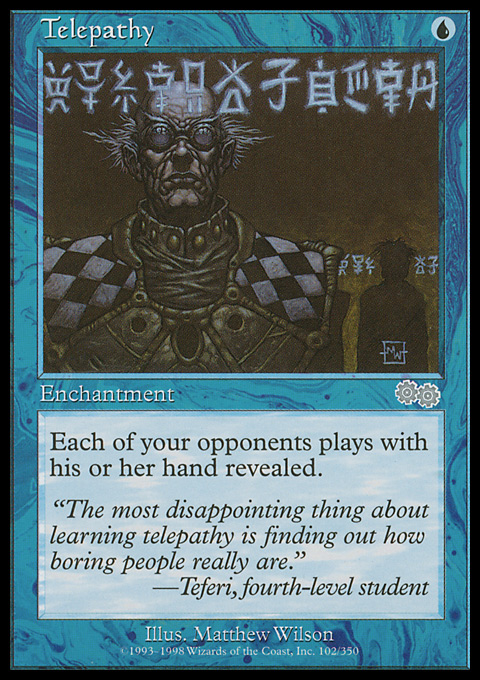 Telepathy
Enchantment
Each of your opponents plays with
his or her hand revealed.
“The most disappointing thing about
learning telepathy is finding out how
boring people really are.”
—Teferi, fourth-level student
Illus. Matthew Wilson
©1993–1998 Wizards of the Coast, Inc. 102/350